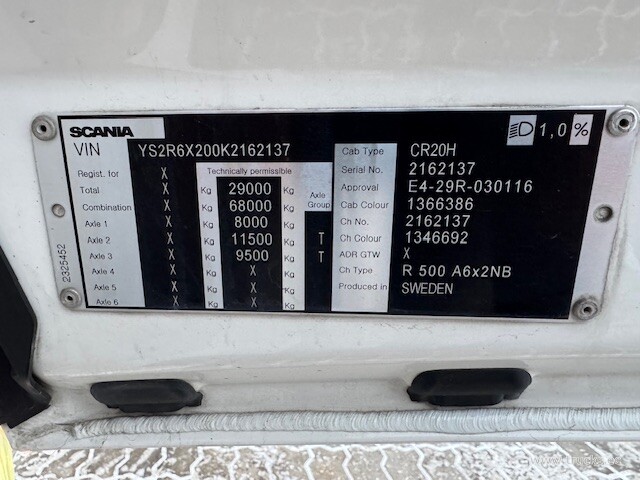 SCANIA
1,0%
VIN YS2R6X200K2162137 Cab Type CR20H
Regist. for X Technically permissible Serial No. 2162137
Total X Kg 29000 Kg Axle Group Approval E4-29R-030116
Combination X Kg 68000 Kg Cab Colour 1366386
Axle 1 X Kg 8000 Kg Ch No. 2162137
Axle 2 X Kg 11500 Kg T Ch Colour 1346692
Axle 3 X Kg 9500 Kg T ADR GTW X
Axle 4 X Kg X Kg Ch Type R 500 A6x2NB
Axle 5 X Kg X Kg Produced in SWEDEN
Axle 6 X Kg X Kg
2325452